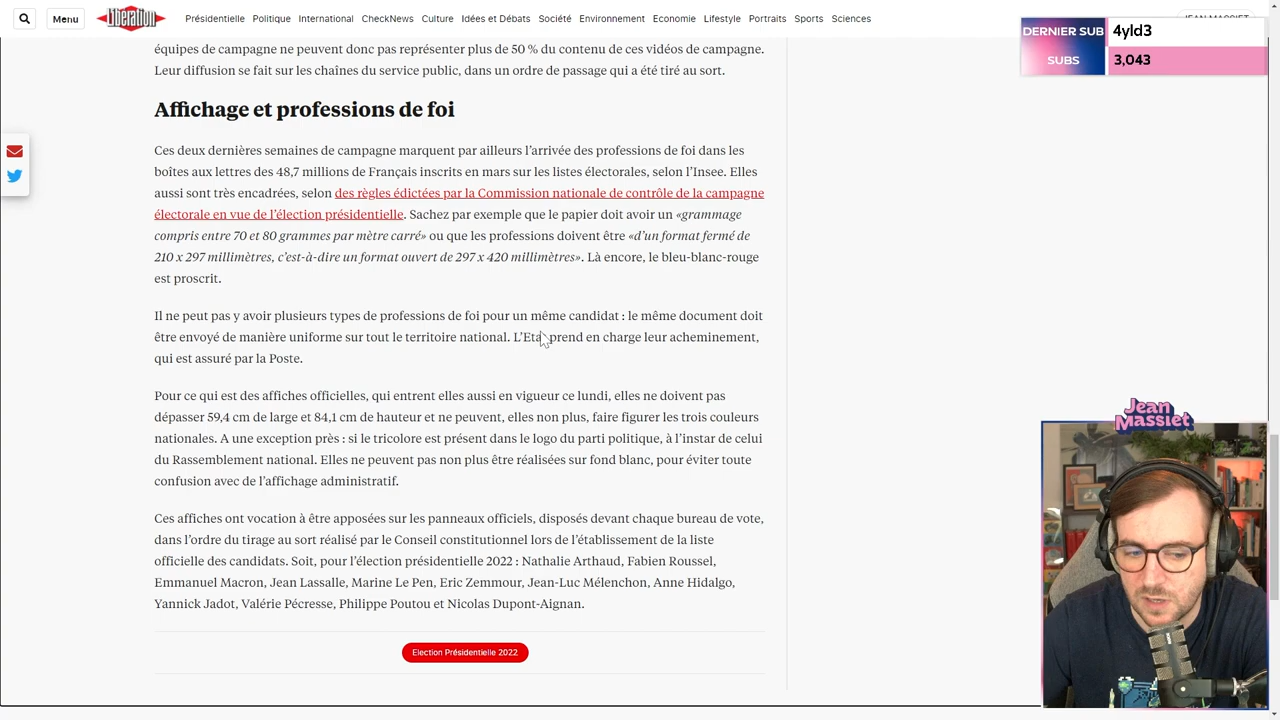 Menu
Libération
Présidentielle Politique International CheckNews Culture Idées et Débats Société Environnement Economie Lifestyle Portraits Sports Sciences
JEAN MASSIET
DERNIER SUB 4yld3
SUBS 3,043
équipes de campagne ne peuvent donc pas représenter plus de 50 % du contenu de ces vidéos de campagne.
Leur diffusion se fait sur les chaînes du service public, dans un ordre de passage qui a été tiré au sort.
Affichage et professions de foi
Ces deux dernières semaines de campagne marquent par ailleurs l’arrivée des professions de foi dans les
boîtes aux lettres des 48,7 millions de Français inscrits en mars sur les listes électorales, selon l’Insee. Elles
aussi sont très encadrées, selon des règles édictées par la Commission nationale de contrôle de la campagne
électorale en vue de l’élection présidentielle. Sachez par exemple que le papier doit avoir un «grammage
compris entre 70 et 80 grammes par mètre carré» ou que les professions doivent être «d’un format fermé de
210 x 297 millimètres, c’est-à-dire un format ouvert de 297 x 420 millimètres». Là encore, le bleu-blanc-rouge
est proscrit.
Il ne peut pas y avoir plusieurs types de professions de foi pour un même candidat : le même document doit
être envoyé de manière uniforme sur tout le territoire national. L’Etat prend en charge leur acheminement,
qui est assuré par la Poste.
Pour ce qui est des affiches officielles, qui entrent elles aussi en vigueur ce lundi, elles ne doivent pas
dépasser 59,4 cm de large et 84,1 cm de hauteur et ne peuvent, elles non plus, faire figurer les trois couleurs
nationales. A une exception près : si le tricolore est présent dans le logo du parti politique, à l’instar de celui
du Rassemblement national. Elles ne peuvent pas non plus être réalisées sur fond blanc, pour éviter toute
confusion avec de l’affichage administratif.
Ces affiches ont vocation à être apposées sur les panneaux officiels, disposés devant chaque bureau de vote,
dans l’ordre du tirage au sort réalisé par le Conseil constitutionnel lors de l’établissement de la liste
officielle des candidats. Soit, pour l’élection présidentielle 2022 : Nathalie Arthaud, Fabien Roussel,
Emmanuel Macron, Jean Lassalle, Marine Le Pen, Eric Zemmour, Jean-Luc Mélenchon, Anne Hidalgo,
Yannick Jadot, Valérie Pécresse, Philippe Poutou et Nicolas Dupont-Aignan.
Election Présidentielle 2022
Jean
Massiet